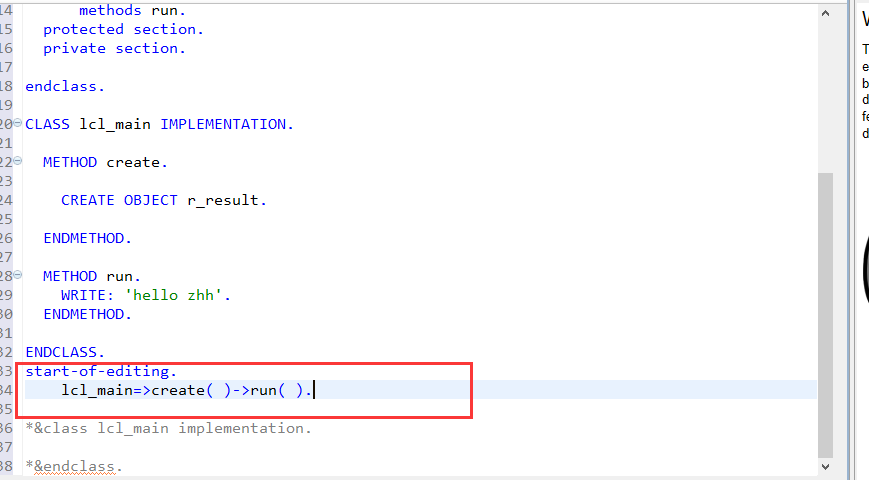 14 methods run.
15 protected section.
16 private section.
17
18 endclass.
19
20 CLASS lcl_main IMPLEMENTATION.
21
22 METHOD create.
23
24 CREATE OBJECT r_result.
25
26 ENDMETHOD.
27
28 METHOD run.
29 WRITE: 'hello zhh'.
30 ENDMETHOD.
31
32 ENDCLASS.
33 start-of-editing.
34 lcl_main=>create( )->run( ).
35
36 *&class lcl_main implementation.
37
38 *&endclass.